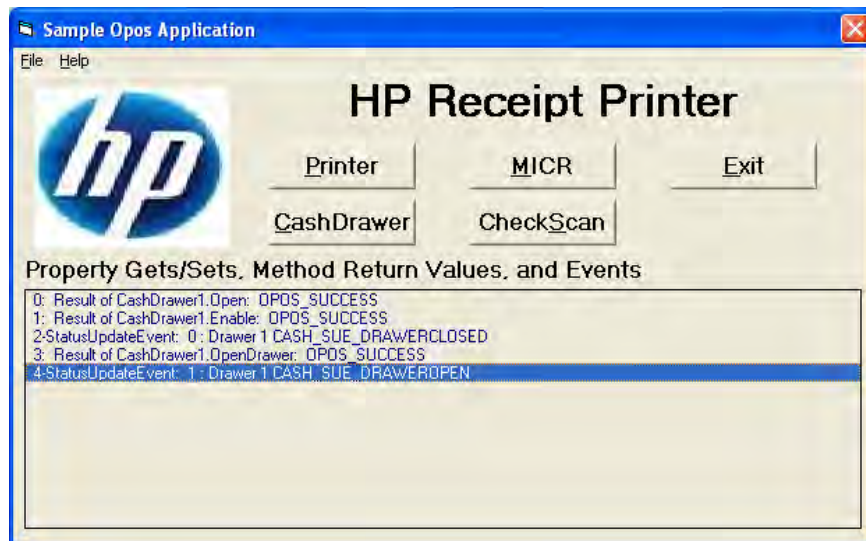 Sample Opos Application
File Help
hp
HP Receipt Printer
Printer MICR Exit
CashDrawer CheckScan
Property Gets/Sets, Method Return Values, and Events
0: Result of CashDrawer1.Open: OPOS_SUCCESS
1: Result of CashDrawer1.Enable: OPOS_SUCCESS
2-StatusUpdateEvent: 0 : Drawer 1 CASH_SUE_DRAWERCLOSED
3: Result of CashDrawer1.OpenDrawer: OPOS_SUCCESS
4-StatusUpdateEvent: 1 : Drawer 1 CASH_SUE_DRAWEROPEN